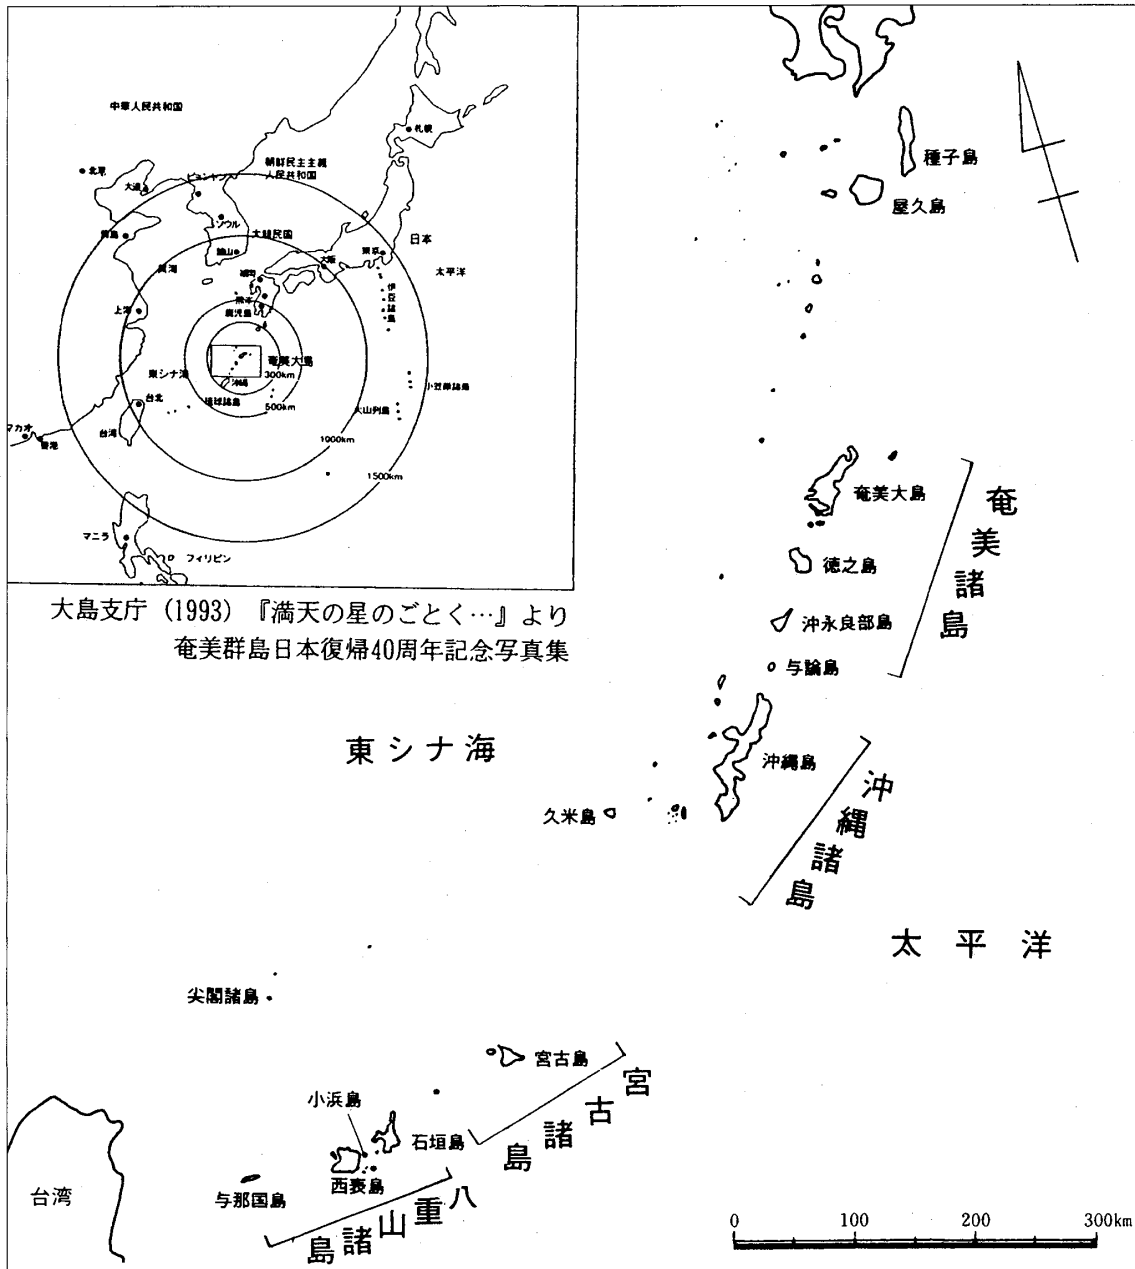 中華人民共和国
札幌
朝鮮民主主義
人民共和国
北京
大連
ピョンヤン
ソウル
大韓民国
青島
釜山
日本
東京
大阪
太平洋
黄海
福岡
熊本
鹿児島
伊豆諸島
上海
奄美大島
東シナ海
沖縄
300km
小笠原諸島
台北
琉球諸島
500km
火山列島
マカオ
香港
台湾
1000km
1500km
マニラ
フィリピン
大島支庁(1993)『満天の星のごとく…』より
奄美群島日本復帰40周年記念写真集
種子島
屋久島
奄美大島
奄美諸島
徳之島
沖永良部島
与論島
東シナ海
沖縄島
久米島
沖縄諸島
太平洋
尖閣諸島
宮古島
宮古諸島
小浜島
石垣島
西表島
与那国島
八重山諸島
台湾
0 100 200 300km